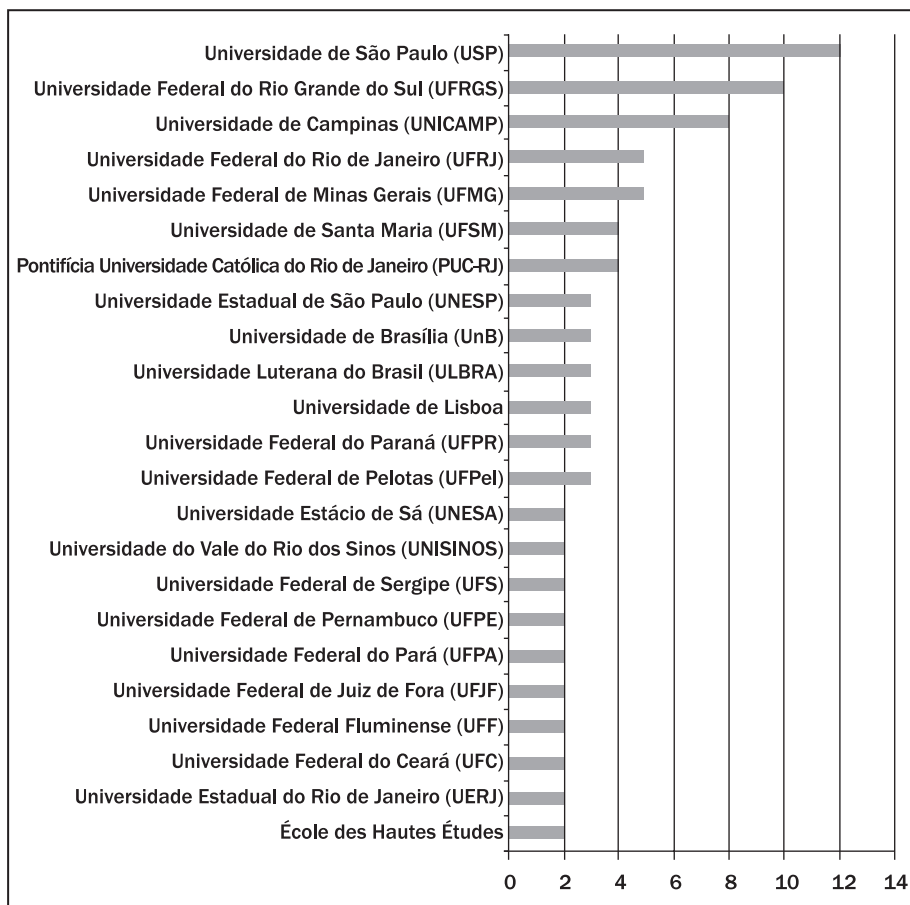 Universidade de São Paulo (USP)
Universidade Federal do Rio Grande do Sul (UFRGS)
Universidade de Campinas (UNICAMP)
Universidade Federal do Rio de Janeiro (UFRJ)
Universidade Federal de Minas Gerais (UFMG)
Universidade de Santa Maria (UFSM)
Pontifícia Universidade Católica do Rio de Janeiro (PUC-RJ)
Universidade Estadual de São Paulo (UNESP)
Universidade de Brasília (UnB)
Universidade Luterana do Brasil (ULBRA)
Universidade de Lisboa
Universidade Federal do Paraná (UFPR)
Universidade Federal de Pelotas (UFPel)
Universidade Estácio de Sá (UNESA)
Universidade do Vale do Rio dos Sinos (UNISINOS)
Universidade Federal de Sergipe (UFS)
Universidade Federal de Pernambuco (UFPE)
Universidade Federal do Pará (UFPA)
Universidade Federal de Juiz de Fora (UFJF)
Universidade Federal Fluminense (UFF)
Universidade Federal do Ceará (UFC)
Universidade Estadual do Rio de Janeiro (UERJ)
École des Hautes Études
0 2 4 6 8 10 12 14